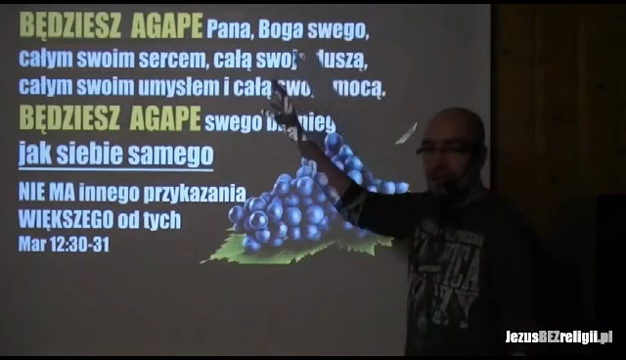 BĘDZIESZ AGAPE Pana, Boga swego,
całym swoim sercem, całą duszą,
całym swoim umysłem i całą mocą.
BĘDZIESZ AGAPE swego
jak siebie samego
NIE MA innego przykazania
WIĘKSZEGO od tych
Mar 12:30-31
JezusBEZreligii.pl